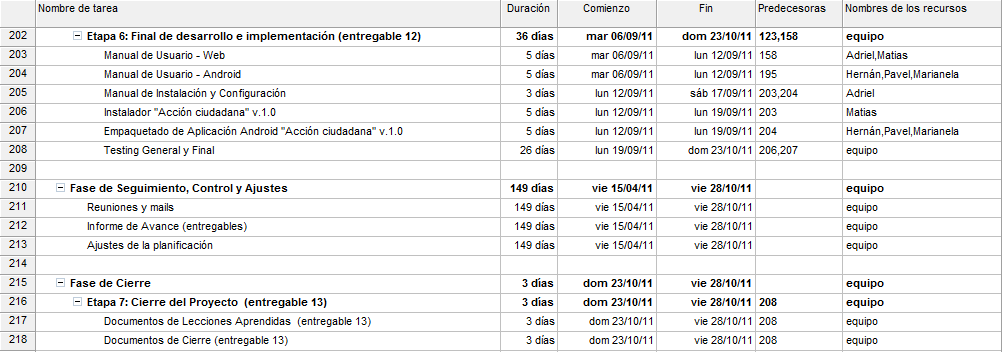 Nombre de tarea Duración Comienzo Fin Predecesoras Nombres de los recursos
202 Etapa 6: Final de desarrollo e implementación (entregable 12) 36 días mar 06/09/11 dom 23/10/11 123,158 equipo
203 Manual de Usuario - Web 5 días mar 06/09/11 lun 12/09/11 158 Adriel,Matias
204 Manual de Usuario - Android 5 días mar 06/09/11 lun 12/09/11 195 Hernán,Pavel,Marianela
205 Manual de Instalación y Configuración 3 días lun 12/09/11 sáb 17/09/11 203,204 Adriel
206 Instalador "Acción ciudadana" v.1.0 5 días lun 12/09/11 lun 19/09/11 203 Matias
207 Empaquetado de Aplicación Android "Acción ciudadana" v.1.0 5 días lun 12/09/11 lun 19/09/11 204 Hernán,Pavel,Marianela
208 Testing General y Final 26 días lun 19/09/11 dom 23/10/11 206,207 equipo
209
210 Fase de Seguimiento, Control y Ajustes 149 días vie 15/04/11 vie 28/10/11 equipo
211 Reuniones y mails 149 días vie 15/04/11 vie 28/10/11 equipo
212 Informe de Avance (entregables) 149 días vie 15/04/11 vie 28/10/11 equipo
213 Ajustes de la planificación 149 días vie 15/04/11 vie 28/10/11 equipo
214
215 Fase de Cierre 3 días dom 23/10/11 vie 28/10/11 equipo
216 Etapa 7: Cierre del Proyecto (entregable 13) 3 días dom 23/10/11 vie 28/10/11 208 equipo
217 Documentos de Lecciones Aprendidas (entregable 13) 3 días dom 23/10/11 vie 28/10/11 208 equipo
218 Documentos de Cierre (entregable 13) 3 días dom 23/10/11 vie 28/10/11 208 equipo